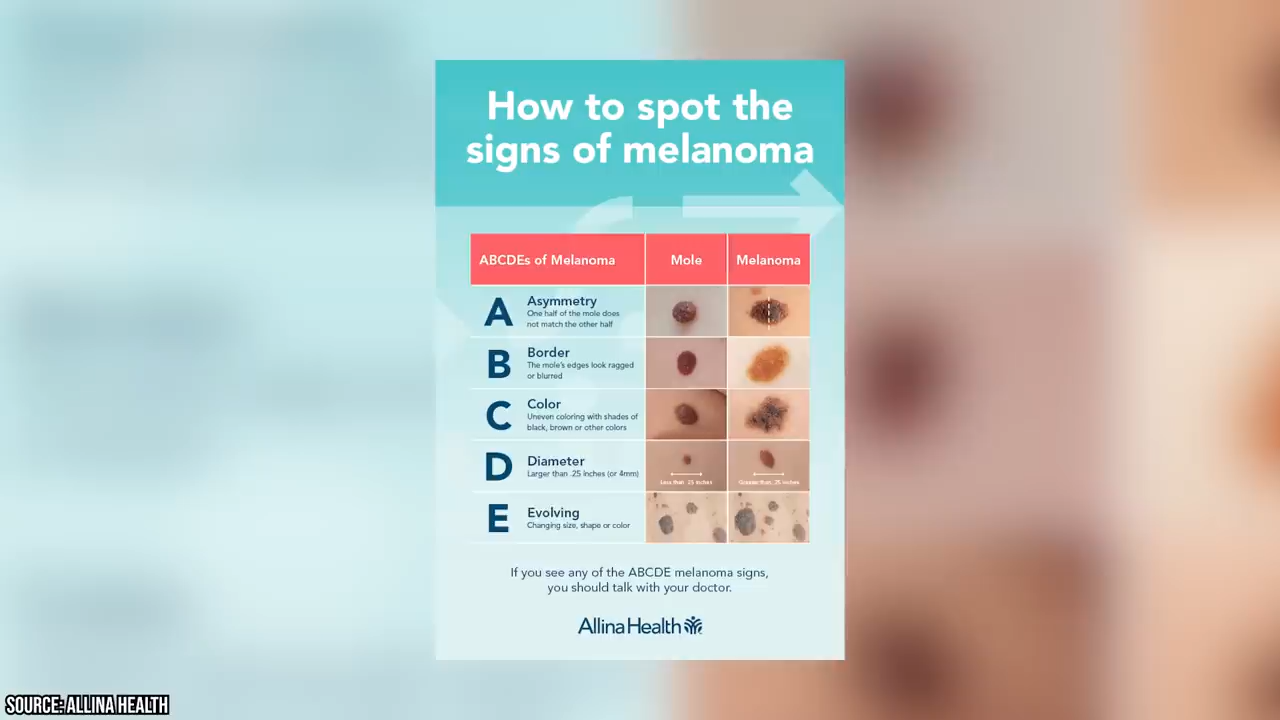 How to spot the
signs of melanoma
ABCDEs of Melanoma
Mole
Melanoma
A
Asymmetry
One half of the mole does
not match the other half
B
Border
The mole's edges look ragged
or blurred
C
Color
Uneven coloring with shades of
black, brown or other colors
D
Diameter
Larger than .25 inches (or 4mm)
Less than .25 inches
Greater than .25 inches
E
Evolving
Changing size, shape or color
If you see any of the ABCDE melanoma signs,
you should talk with your doctor.
Allina Health
SOURCE: ALLINA HEALTH